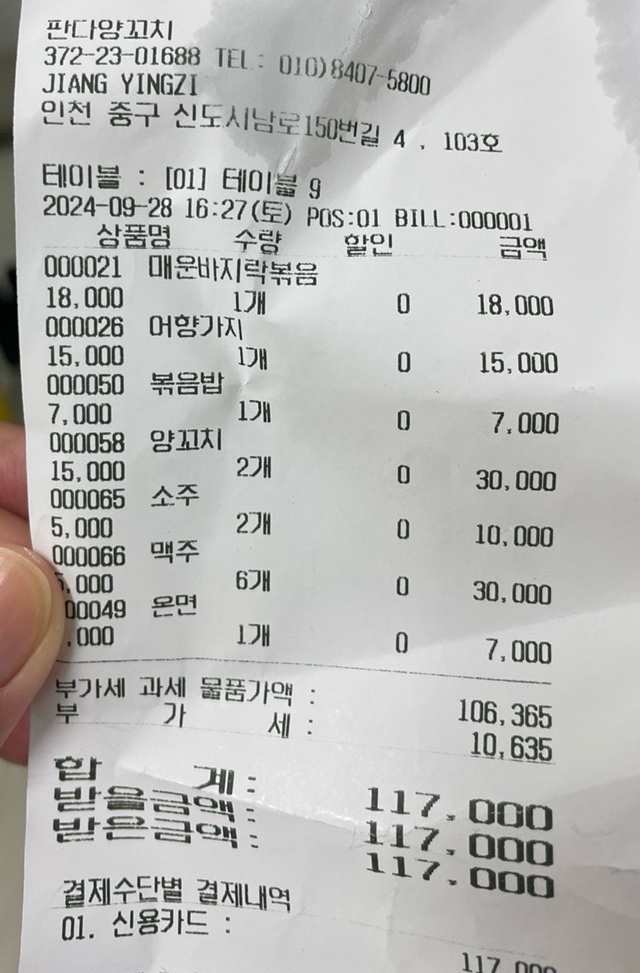 판다양꼬치
372-23-01688 TEL: 010)8407-5800
JIANG YINGZI
인천 중구 신도시남로150번길 4 , 103호
테이블 : [01] 테이블 9
2024-09-28 16:27(토) POS:01 BILL:000001
상품명 수량 할인 금액
000021 매운바지락볶음
18,000 1개 0 18,000
000026 어향가지
15,000 1개 0 15,000
000050 볶음밥
7,000 1개 0 7,000
000058 양꼬치
15,000 2개 0 30,000
000065 소주
5,000 2개 0 10,000
000066 맥주
,000 6개 0 30,000
00049 온면
,000 1개 0 7,000
부가세 과세 물품가액 : 106,365
부 가 세 : 10,635
합 계: 117,000
받을금액: 117,000
받은금액: 117,000
결제수단별 결제내역
01. 신용카드 :
117,000